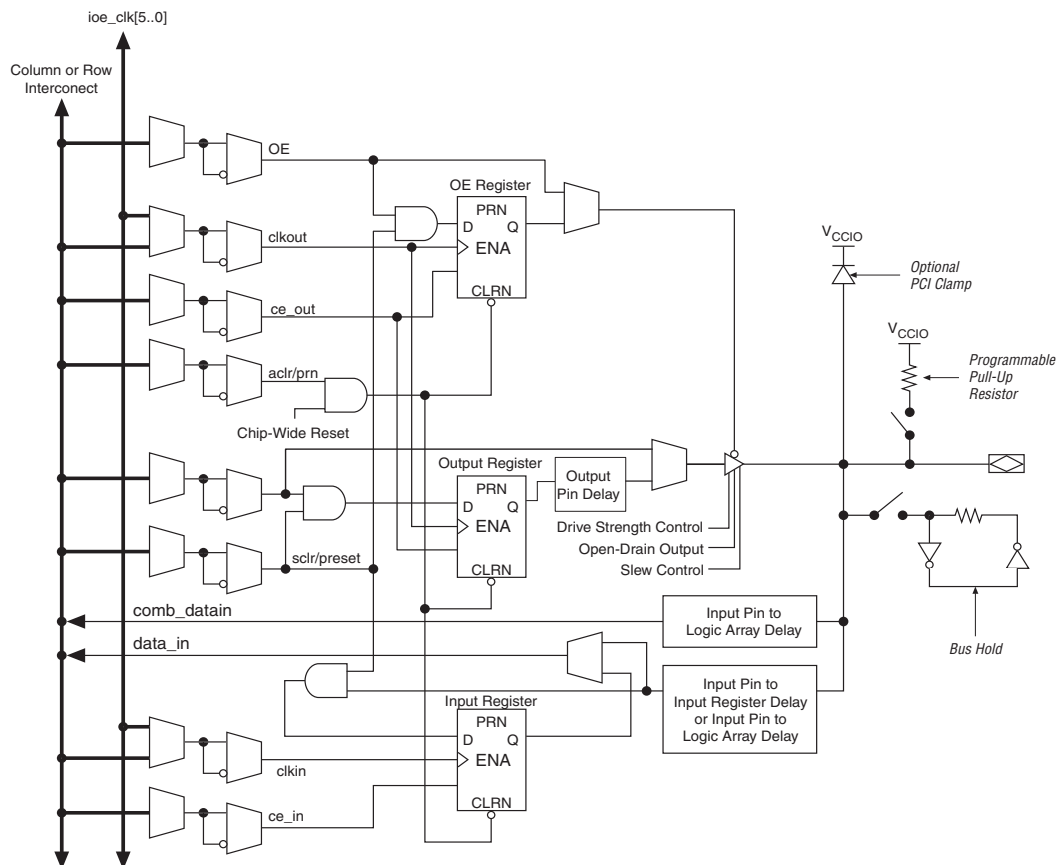 ioe_clk[5..0]
Column or Row
Interconect
OE
OE Register
PRN
D
Q
ENA
CLRN
clkout
ce_out
aclr/prn
Chip-Wide Reset
VCCIO
Optional
PCI Clamp
VCCIO
Programmable
Pull-Up
Resistor
Output Register
PRN
D
Q
ENA
CLRN
Output
Pin Delay
sclr/preset
Drive Strength Control
Open-Drain Output
Slew Control
comb_datain
Input Pin to
Logic Array Delay
Bus Hold
data_in
Input Pin to
Input Register Delay
or Input Pin to
Logic Array Delay
Input Register
PRN
D
Q
ENA
CLRN
clkin
ce_in